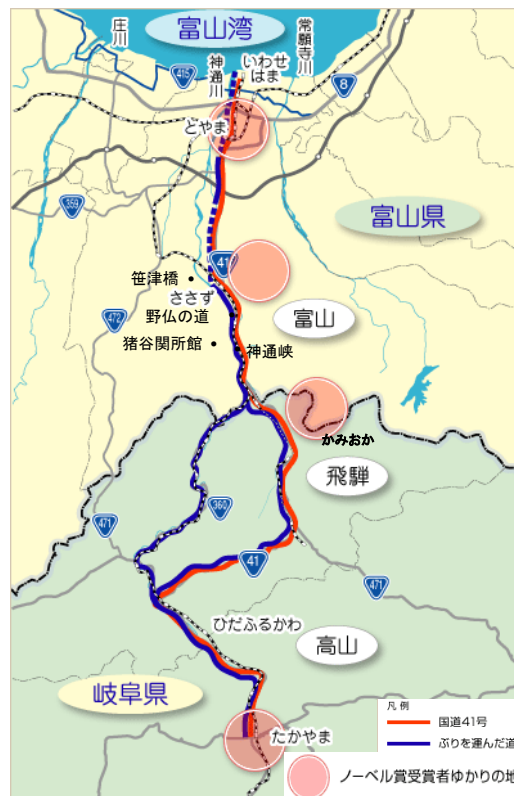 富山湾
庄川
神通川
いわせ
はま
常願寺川
415
8
とやま
359
富山県
41
笹津橋
ささず
富山
472
野仏の道
猪谷関所館
神通峡
かみおか
飛騨
360
471
41
471
ひだふるかわ
高山
岐阜県
たかやま
凡例
国道41号
ぶりを運んだ道
ノーベル賞受賞者ゆかりの地